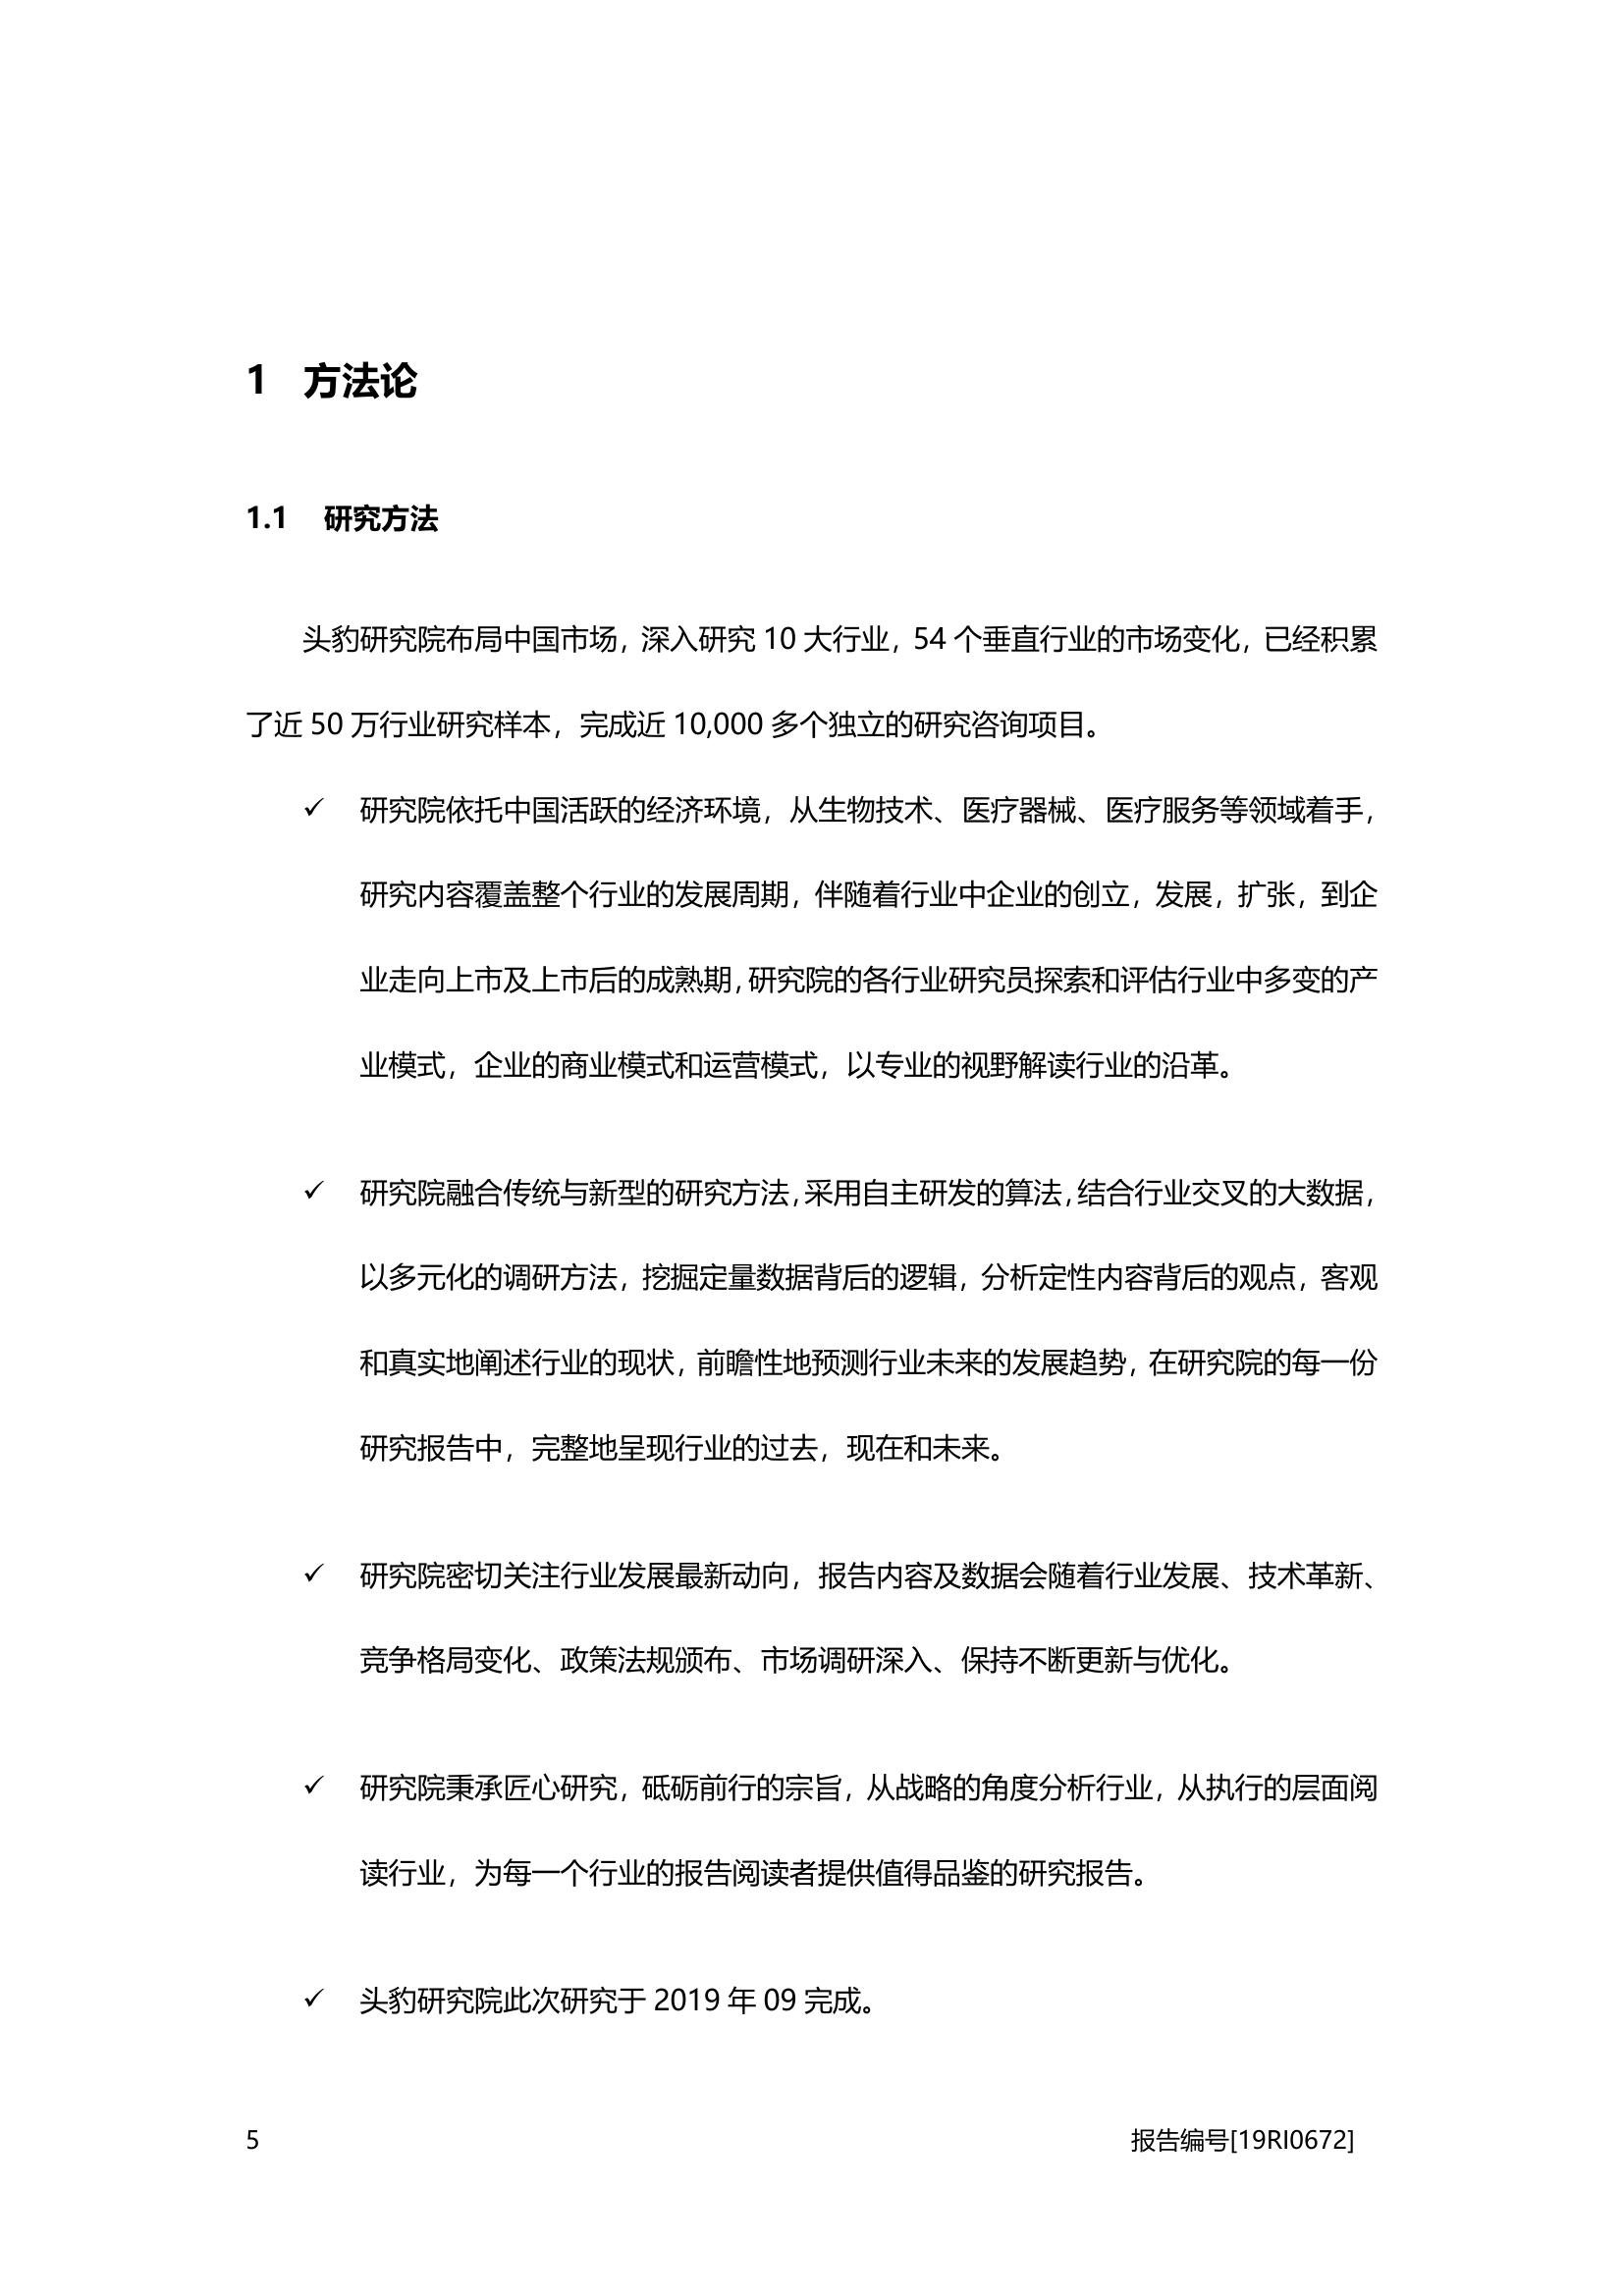 1 方法论
1.1 研究方法
头豹研究院布局中国市场，深入研究 10 大行业，54 个垂直行业的市场变化，已经积累
了近 50 万行业研究样本，完成近 10,000 多个独立的研究咨询项目。
✓ 研究院依托中国活跃的经济环境，从生物技术、医疗器械、医疗服务等领域着手，
研究内容覆盖整个行业的发展周期，伴随着行业中企业的创立，发展，扩张，到企
业走向上市及上市后的成熟期，研究院的各行业研究员探索和评估行业中多变的产
业模式，企业的商业模式和运营模式，以专业的视野解读行业的沿革。
✓ 研究院融合传统与新型的研究方法，采用自主研发的算法，结合行业交叉的大数据，
以多元化的调研方法，挖掘定量数据背后的逻辑，分析定性内容背后的观点，客观
和真实地阐述行业的现状，前瞻性地预测行业未来的发展趋势，在研究院的每一份
研究报告中，完整地呈现行业的过去，现在和未来。
✓ 研究院密切关注行业发展最新动向，报告内容及数据会随着行业发展、技术革新、
竞争格局变化、政策法规颁布、市场调研深入、保持不断更新与优化。
✓ 研究院秉承匠心研究，砥砺前行的宗旨，从战略的角度分析行业，从执行的层面阅
读行业，为每一个行业的报告阅读者提供值得品鉴的研究报告。
✓ 头豹研究院此次研究于 2019 年 09 完成。
5 报告编号[19RI0672]